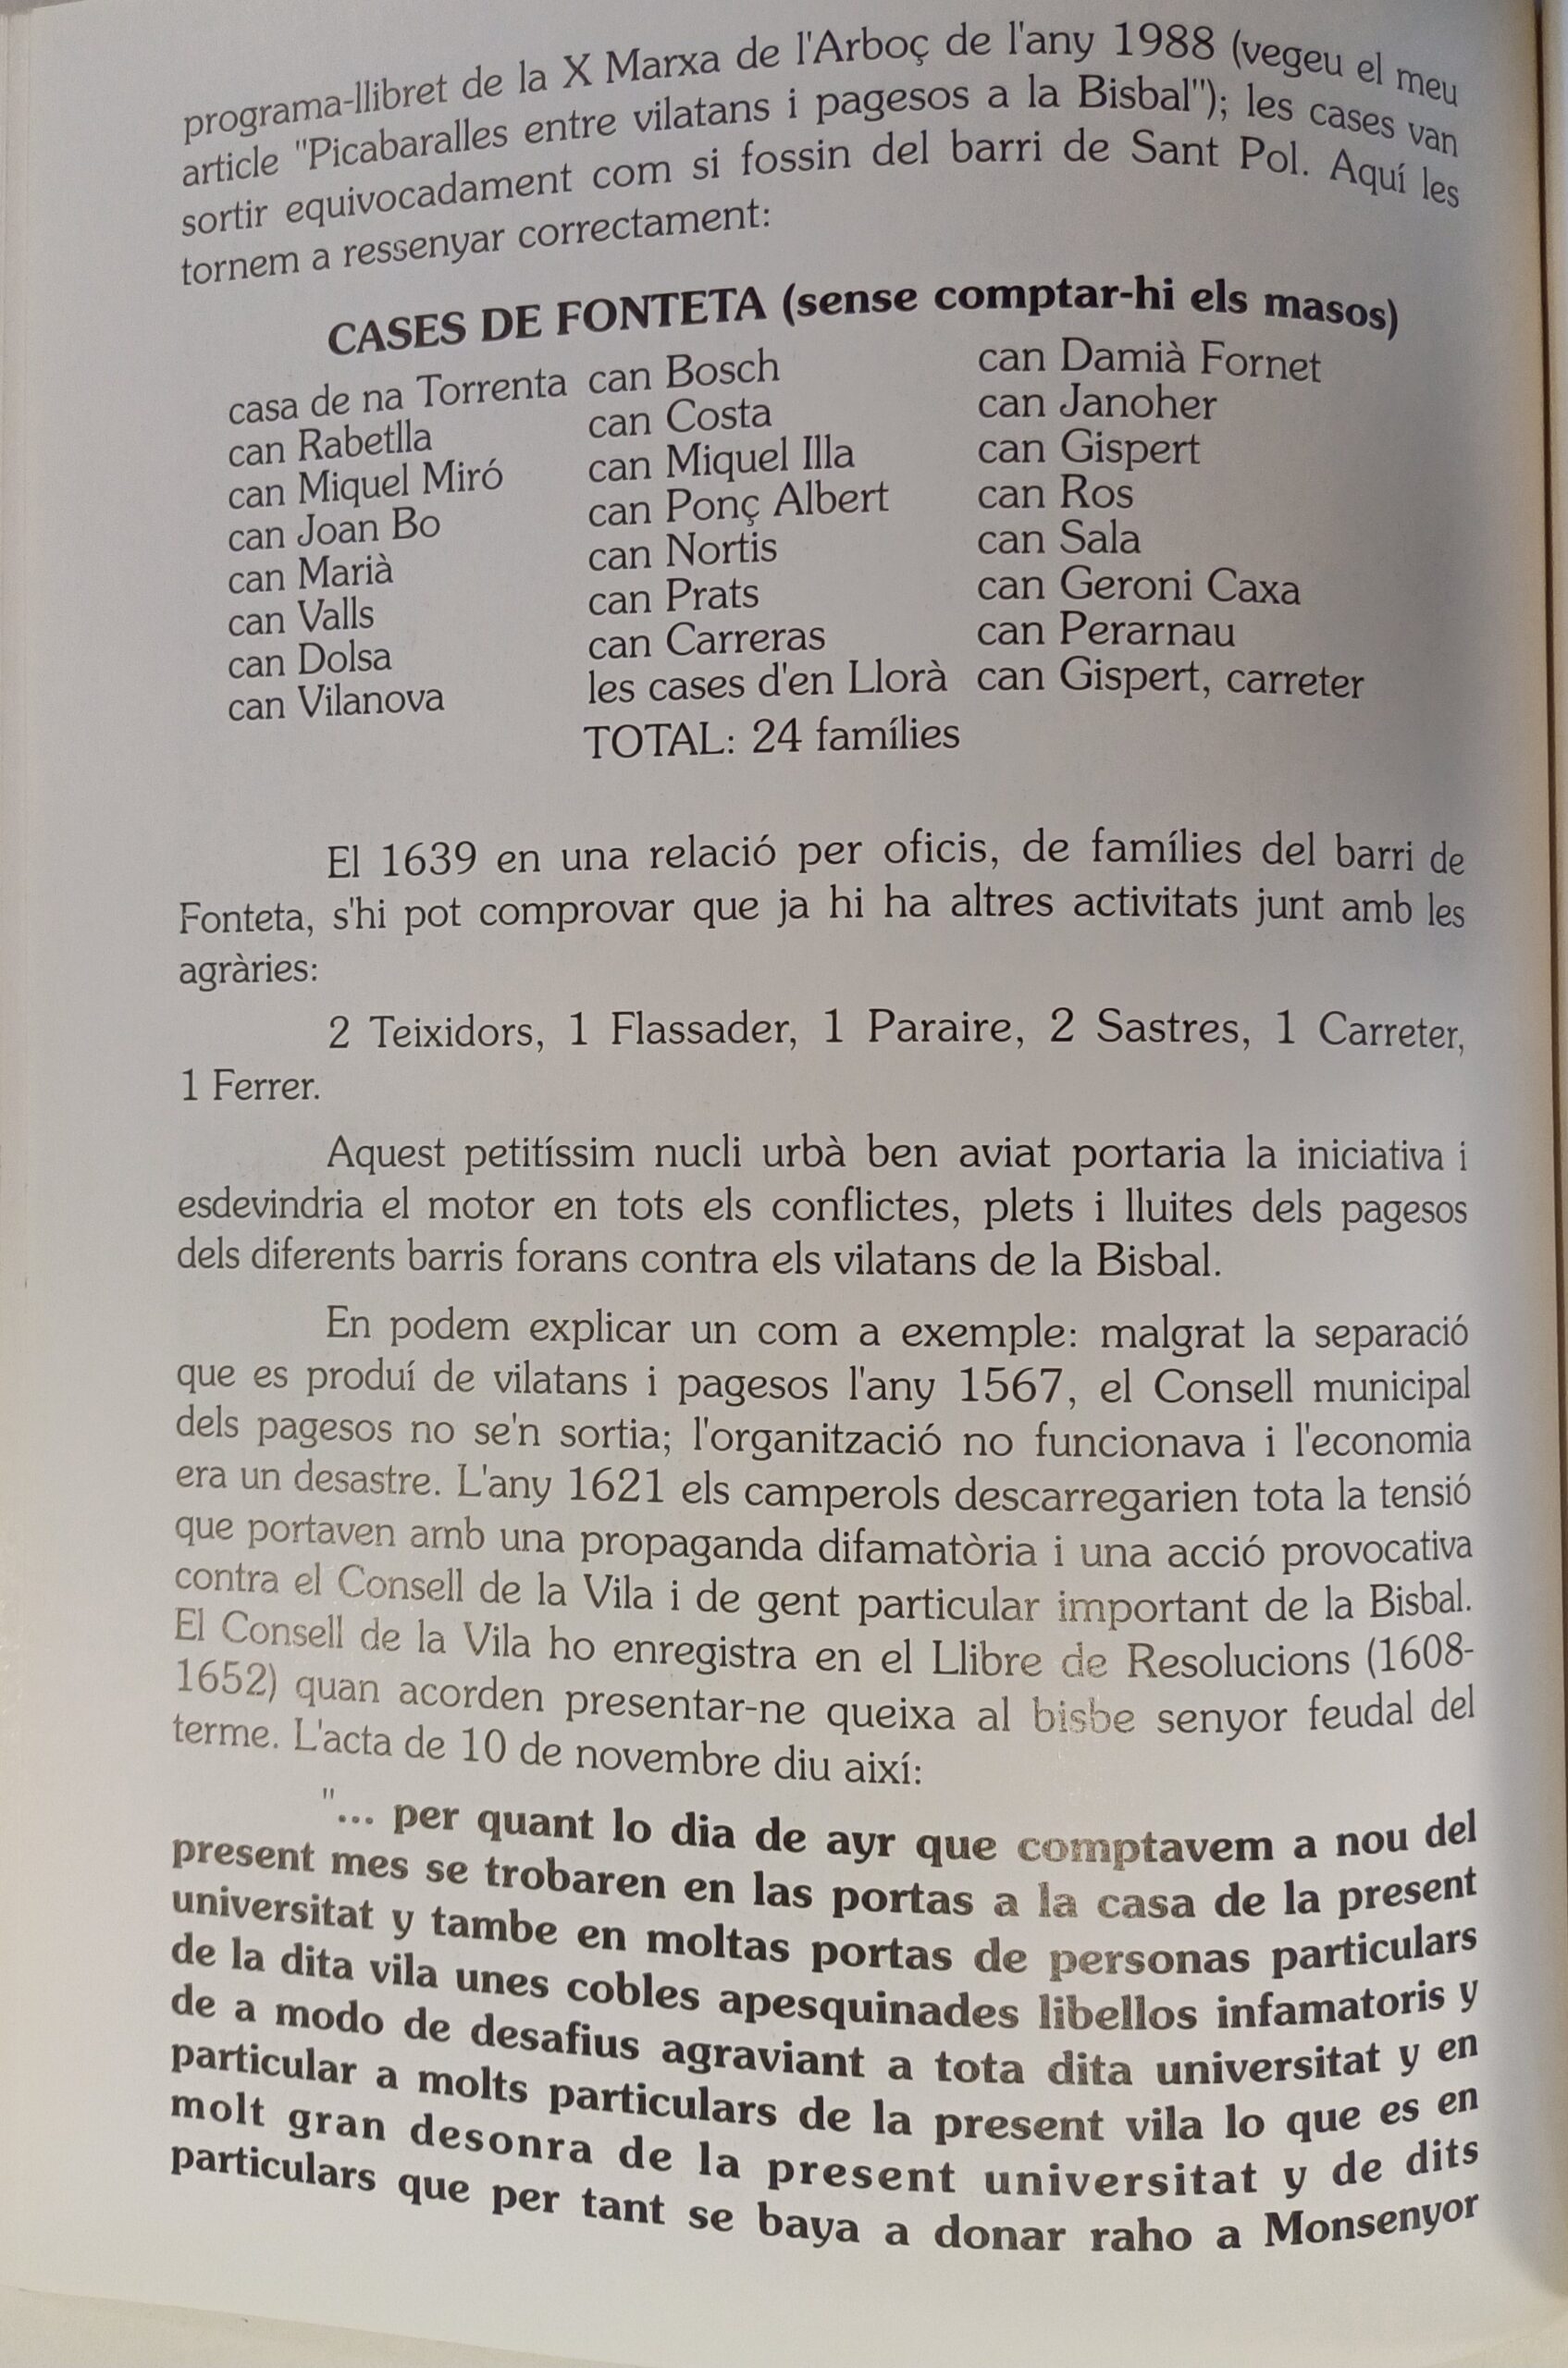 programa-llibret de la X Marxa de l'Arboç de l'any 1988 (vegeu el meu
article "Picabaralles entre vilatans i pagesos a la Bisbal"); les cases van
sortir equivocadament com si fossin del barri de Sant Pol. Aquí les
tornem a ressenyar correctament:
CASES DE FONTETA (sense comptar-hi els masos)
casa de na Torrenta can Bosch can Damià Fornet
can Rabetlla can Costa can Janoher
can Miquel Miró can Miquel Illa can Gispert
can Joan Bo can Ponç Albert can Ros
can Marià can Nortis can Sala
can Valls can Prats can Geroni Caxa
can Dolsa can Carreras can Perarnau
can Vilanova les cases d'en Llorà can Gispert, carreter
TOTAL: 24 famílies
El 1639 en una relació per oficis, de famílies del barri de
Fonteta, s'hi pot comprovar que ja hi ha altres activitats junt amb les
agràries:
2 Teixidors, 1 Flassader, 1 Paraire, 2 Sastres, 1 Carreter,
1 Ferrer.
Aquest petitíssim nucli urbà ben aviat portaria la iniciativa i
esdevindria el motor en tots els conflictes, plets i lluites dels pagesos
dels diferents barris forans contra els vilatans de la Bisbal.
En podem explicar un com a exemple: malgrat la separació
que es produí de vilatans i pagesos l'any 1567, el Consell municipal
dels pagesos no se'n sortia; l'organització no funcionava i l'economia
era un desastre. L'any 1621 els camperols descarregarien tota la tensió
que portaven amb una propaganda difamatòria i una acció provocativa
contra el Consell de la Vila i de gent particular important de la Bisbal.
El Consell de la Vila ho enregistra en el Llibre de Resolucions (1608-
1652) quan acorden presentar-ne queixa al bisbe senyor feudal del
terme. L'acta de 10 de novembre diu així:
"... per quant lo dia de ayr que comptavem a nou del
present mes se trobaren en las portas a la casa de la present
universitat y tambe en moltas portas de personas particulars
de la dita vila unes cobles apesquinades libellos infamatoris y
de a modo de desafius agraviant a tota dita universitat y en
particular a molts particulars de la present vila lo que es en
molt gran desonra de la present universitat y de dits
particulars que per tant se baya a donar raho a Monsenyor